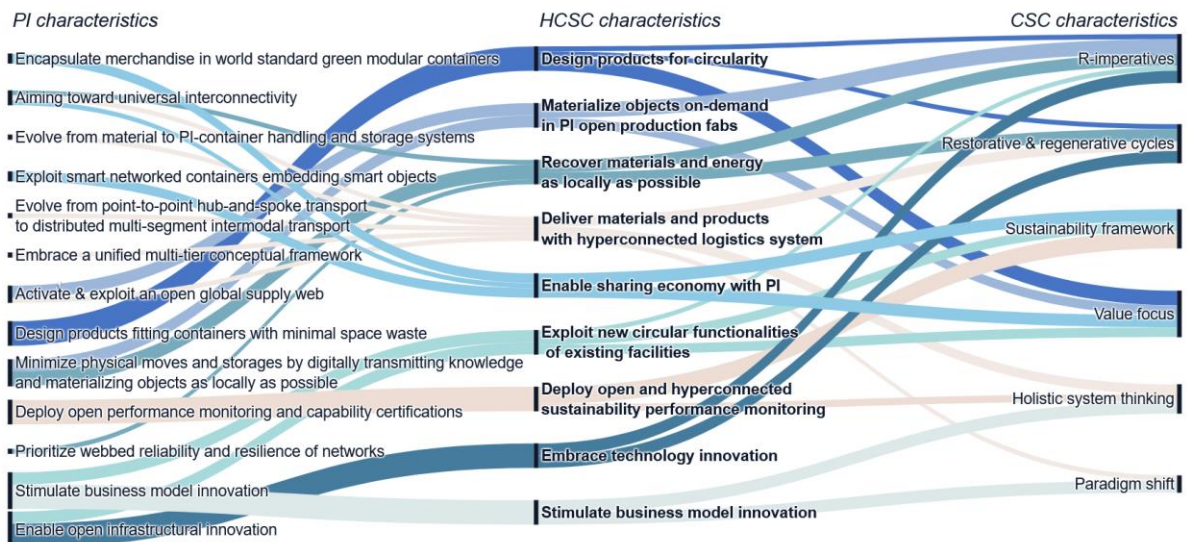 PI characteristics
Encapsulate merchandise in world standard green modular containers
Aiming toward universal interconnectivity
Evolve from material to PI-container handling and storage systems
Exploit smart networked containers embedding smart objects
Evolve from point-to-point hub-and-spoke transport
to distributed multi-segment intermodal transport
Embrace a unified multi-tier conceptual framework
Activate & exploit an open global supply web
Design products fitting containers with minimal space waste
Minimize physical moves and storages by digitally transmitting knowledge
and materializing objects as locally as possible
Deploy open performance monitoring and capability certifications
Prioritize webbed reliability and resilience of networks
Stimulate business model innovation
Enable open infrastructural innovation
HCSC characteristics
Design products for circularity
Materialize objects on-demand
in PI open production fabs
Recover materials and energy
as locally as possible
Deliver materials and products
with hyperconnected logistics system
Enable sharing economy with PI
Exploit new circular functionalities
of existing facilities
Deploy open and hyperconnected
sustainability performance monitoring
Embrace technology innovation
Stimulate business model innovation
CSC characteristics
R-imperatives
Restorative & regenerative cycles
Sustainability framework
Value focus
Holistic system thinking
Paradigm shift